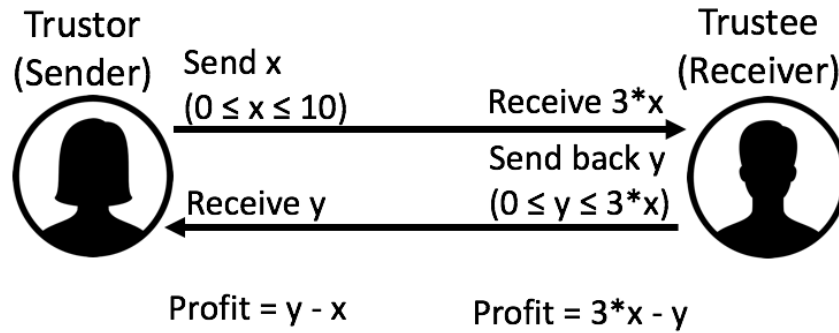 Trustor
(Sender)
Trustee
(Receiver)
Send x
(0 ≤ x ≤ 10)
Receive 3*x
Send back y
(0 ≤ y ≤ 3*x)
Receive y
Profit = y - x
Profit = 3*x - y